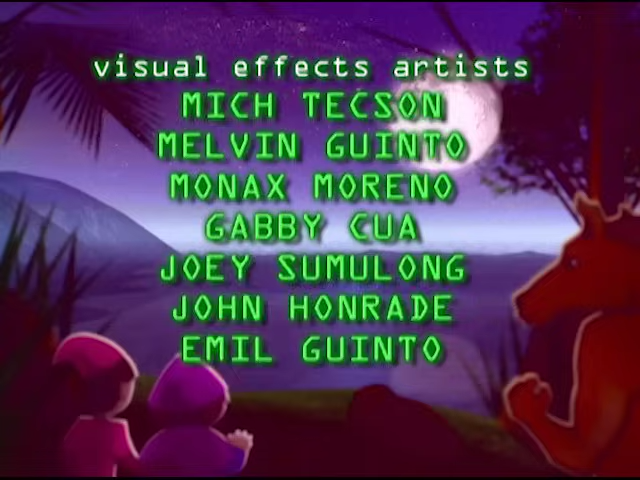 visual effects artists
MICH TECSON
MELVIN GUINTO
MONAX MORENO
GABBY CUA
JOEY SUMULONG
JOHN HONRADE
EMIL GUINTO